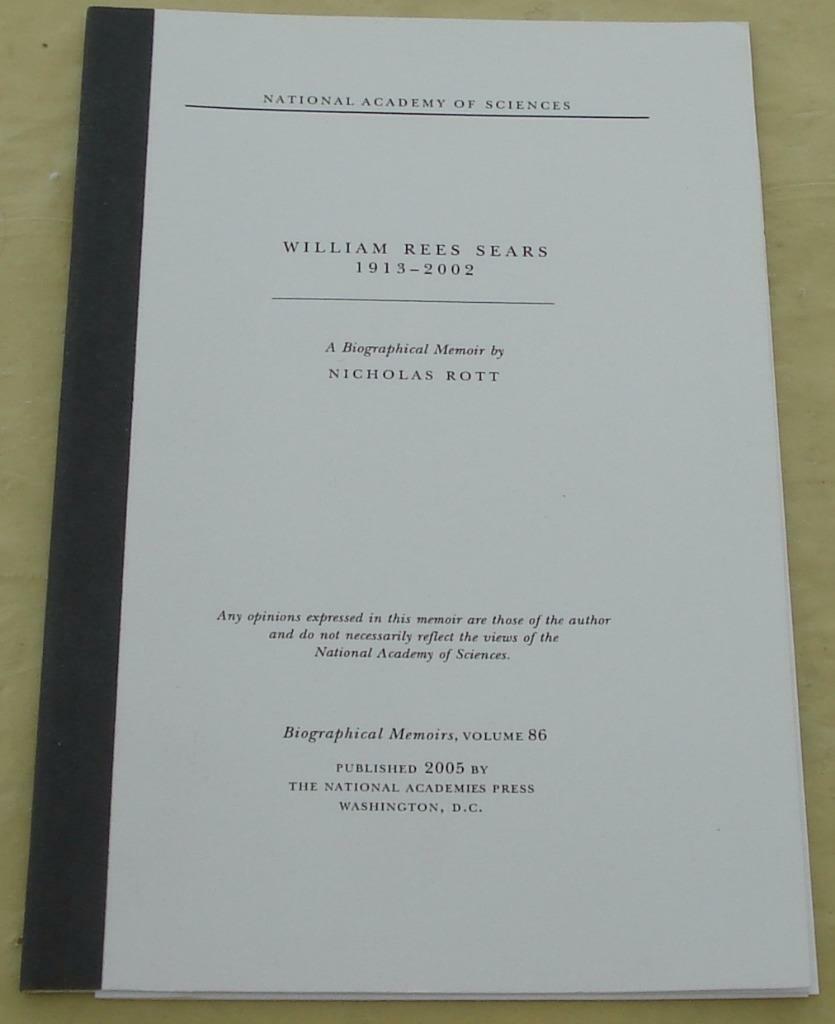 NATIONAL ACADEMY OF SCIENCES
WILLIAM REES SEARS
1913–2002
A Biographical Memoir by
NICHOLAS ROTT
Any opinions expressed in this memoir are those of the author
and do not necessarily reflect the views of the
National Academy of Sciences.
Biographical Memoirs, VOLUME 86
PUBLISHED 2005 BY
THE NATIONAL ACADEMIES PRESS
WASHINGTON, D.C.